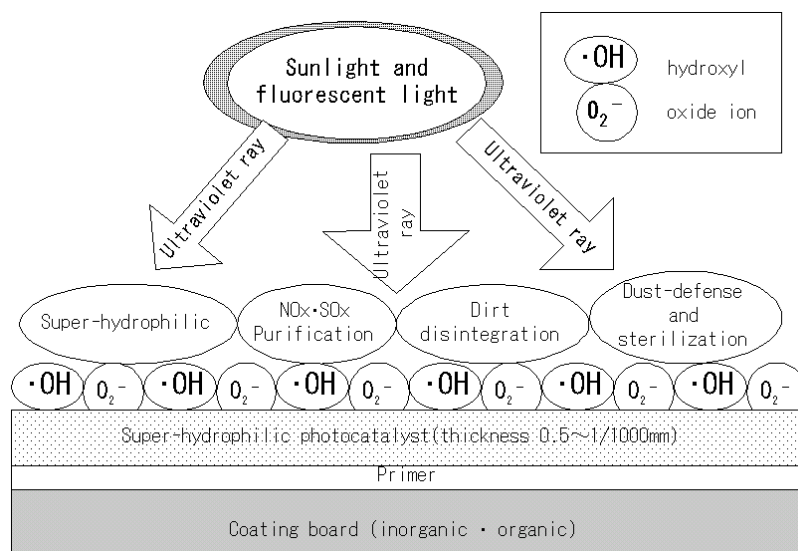 Sunlight and
fluorescent light
·OH
hydroxyl
O₂⁻
oxide ion
Ultraviolet ray
Ultraviolet
ray
Ultraviolet ray
Super-hydrophilic
NOx·SOx
Purification
Dirt
disintegration
Dust-defense
and
sterilization
·OH O₂⁻ ·OH O₂⁻ ·OH O₂⁻ ·OH O₂⁻ ·OH O₂⁻ ·OH O₂⁻
Super-hydrophilic photocatalyst(thickness 0.5～1/1000mm)
Primer
Coating board (inorganic · organic)